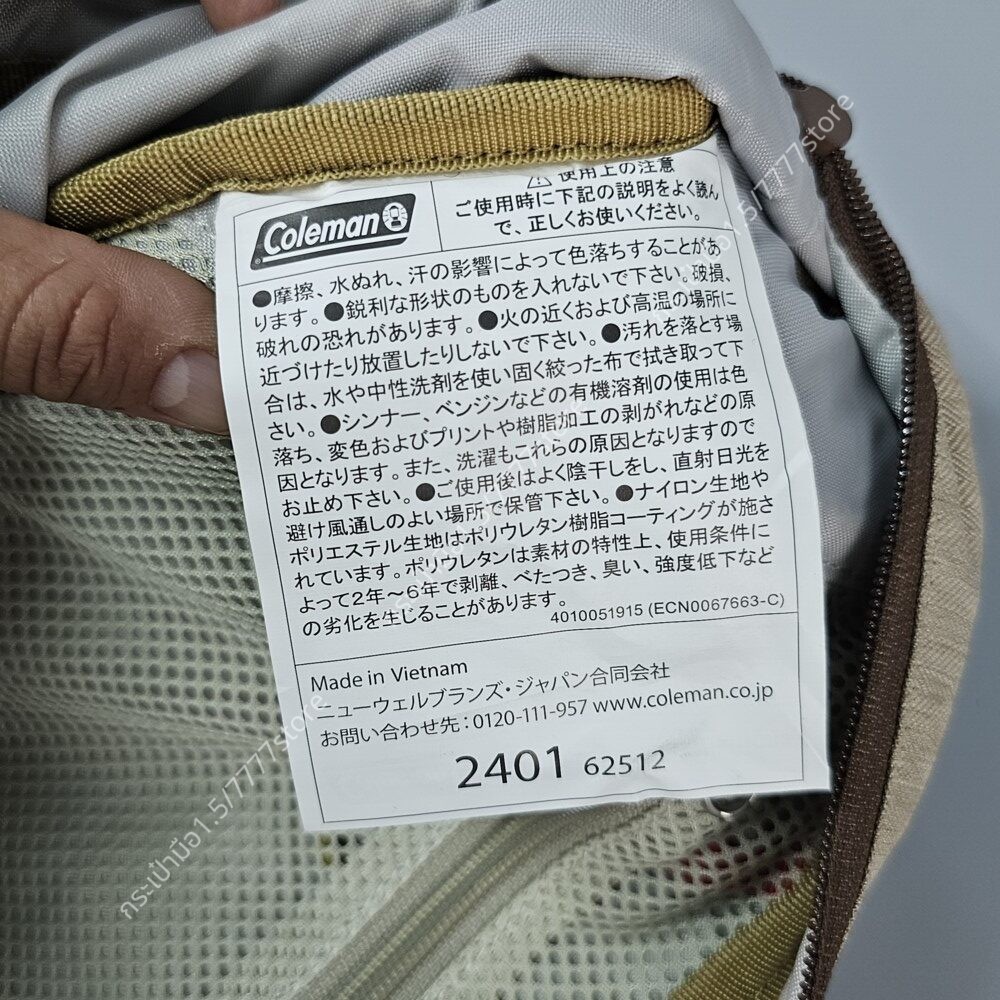 Coleman
⚠ 使用上の注意
ご使用時に下記の説明をよく読ん
で、正しくお使いください。
●摩擦、水ぬれ、汗の影響によって色落ちすることがあ
ります。●鋭利な形状のものを入れないで下さい。破損、
破れの恐れがあります。●火の近くおよび高温の場所に
近づけたり放置したりしないで下さい。●汚れを落とす場
合は、水や中性洗剤を使い固く絞った布で拭き取って下
さい。●シンナー、ベンジンなどの有機溶剤の使用は色
落ち、変色およびプリントや樹脂加工の剥がれなどの原
因となります。また、洗濯もこれらの原因となりますので
お止め下さい。●ご使用後はよく陰干しをし、直射日光を
避け風通しのよい場所で保管下さい。●ナイロン生地や
ポリエステル生地はポリウレタン樹脂コーティングが施さ
れています。ポリウレタンは素材の特性上、使用条件に
よって2年～6年で剥離、べたつき、臭い、強度低下など
の劣化を生じることがあります。
4010051915 (ECN0067663-C)
Made in Vietnam
ニューウェルブランズ・ジャパン合同会社
お問い合わせ先:0120-111-957 www.coleman.co.jp
2401 62512
กระเป๋ามือ1.5/7777store